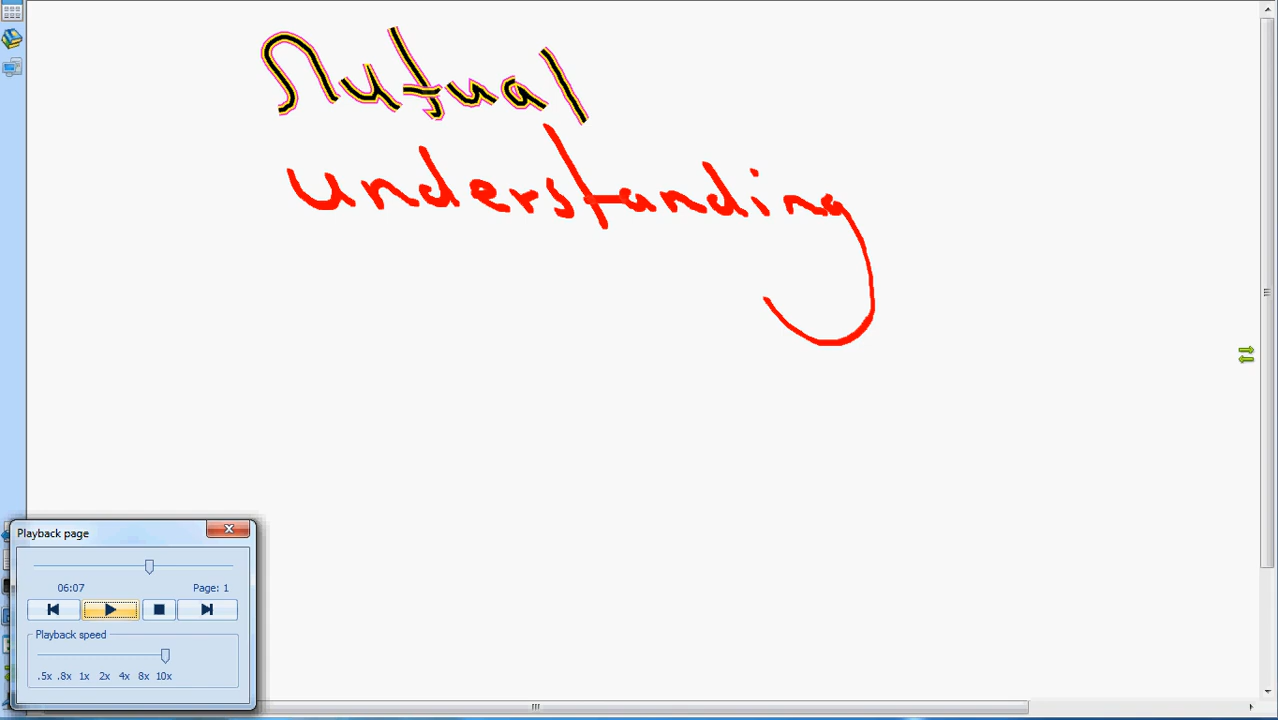 Mutual
understanding
Playback page
06:07 Page: 1
Playback speed
.5x .8x 1x 2x 4x 8x 10x